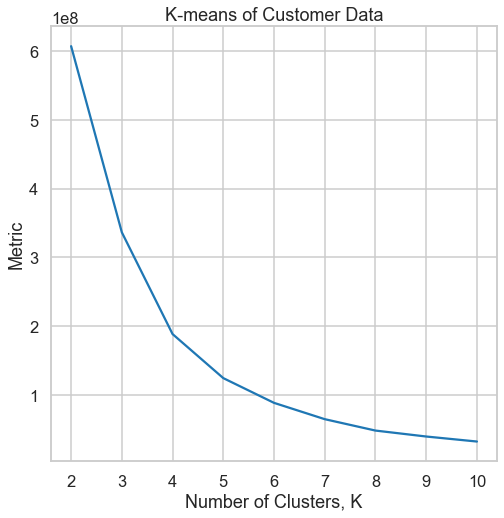 K-means of Customer Data
1e8
6
5
4
3
2
1
Metric
2 3 4 5 6 7 8 9 10
Number of Clusters, K